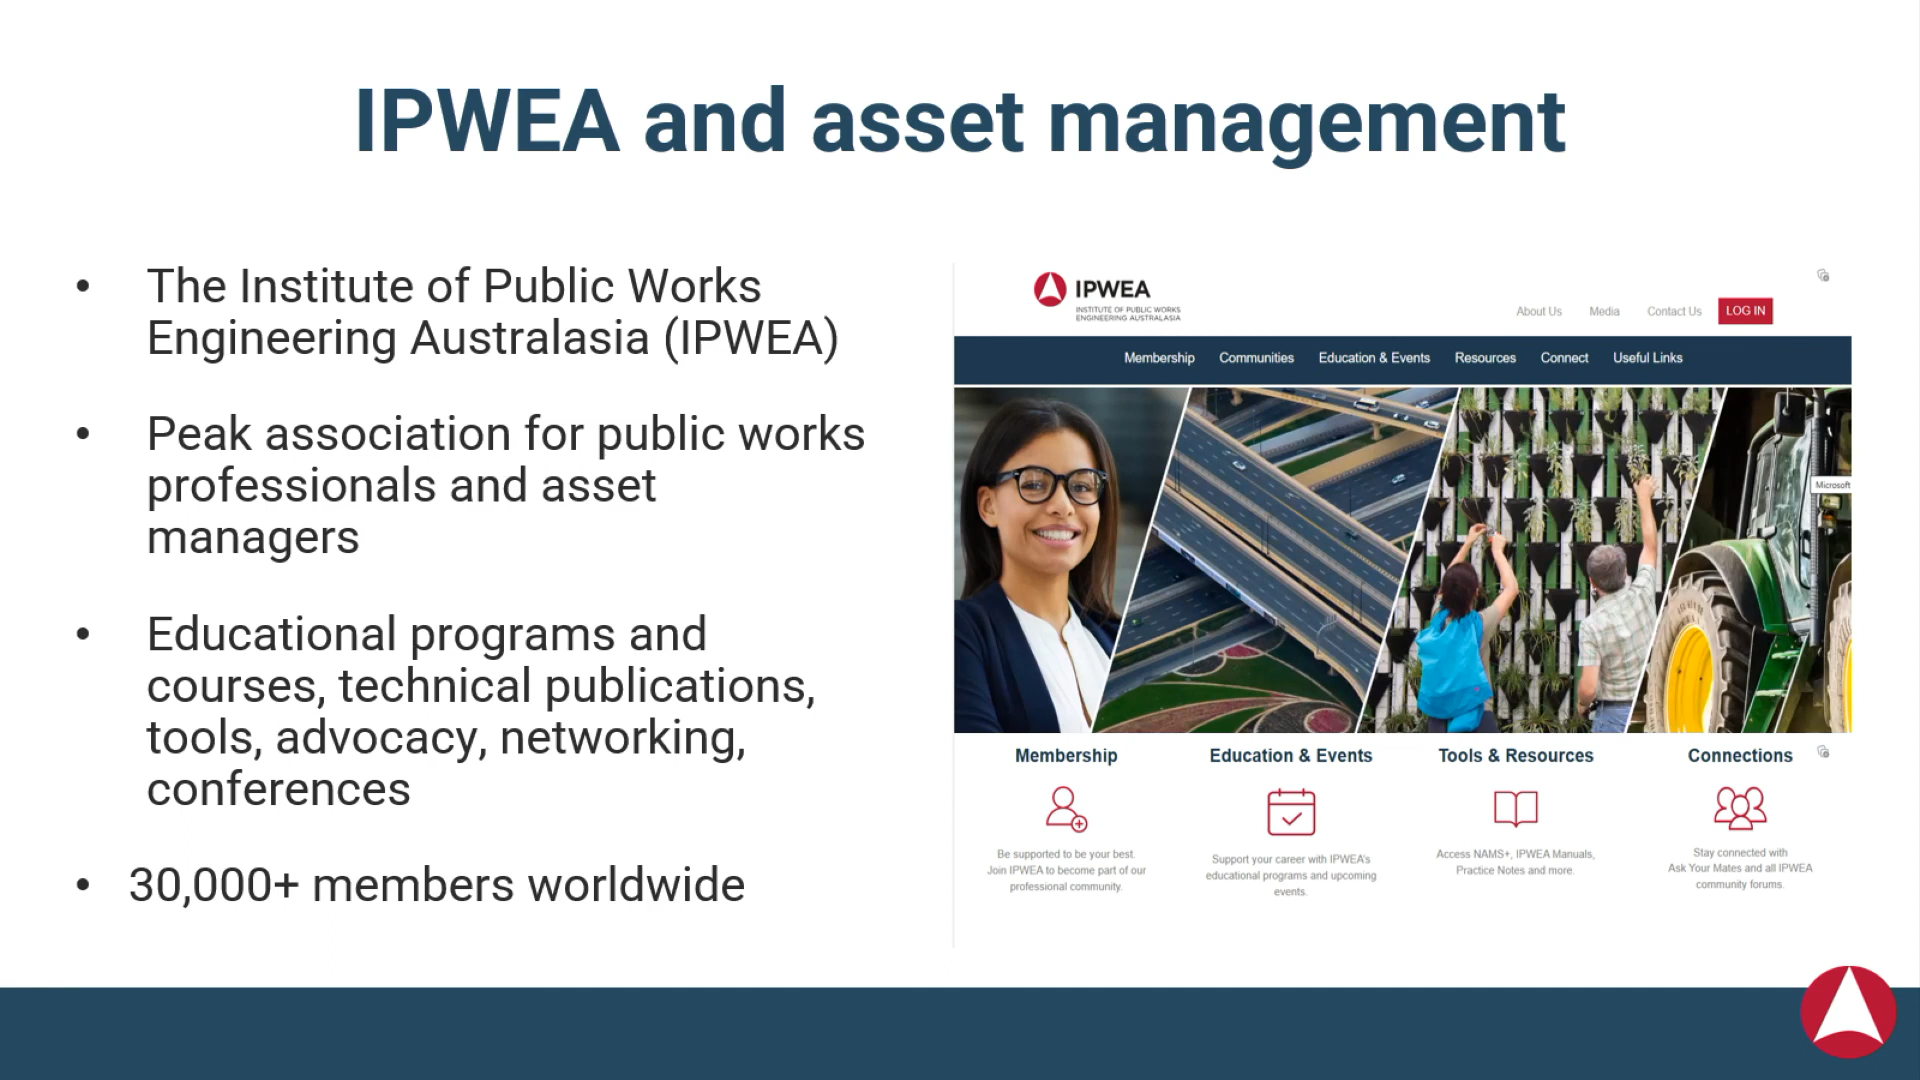 IPWEA and asset management
• The Institute of Public Works
Engineering Australasia (IPWEA)
• Peak association for public works
professionals and asset
managers
• Educational programs and
courses, technical publications,
tools, advocacy, networking,
conferences
• 30,000+ members worldwide
IPWEA
INSTITUTE OF PUBLIC WORKS
ENGINEERING AUSTRALASIA
About Us Media Contact Us LOG IN
Membership Communities Education & Events Resources Connect Useful Links
Microsoft
Membership
Be supported to be your best.
Join IPWEA to become part of our
professional community.
Education & Events
Support your career with IPWEA's
educational programs and upcoming
events.
Tools & Resources
Access NAMS+, IPWEA Manuals,
Practice Notes and more.
Connections
Stay connected with
Ask Your Mates and all IPWEA
community forums.